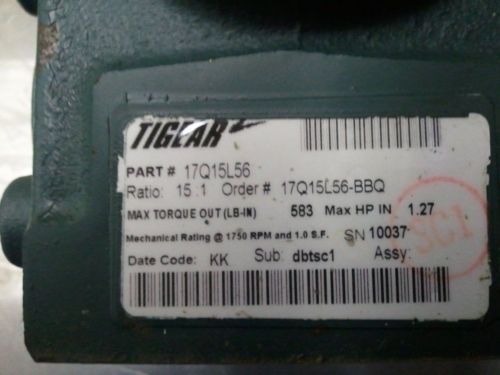 TIGEAR
PART # 17Q15L56
Ratio: 15:1 Order # 17Q15L56-BBQ
MAX TORQUE OUT (LB-IN) 583 Max HP IN 1.27
Mechanical Rating @ 1750 RPM and 1.0 S.F. SN 10037
Date Code: KK Sub: dbtsc1 Assy:
SC1